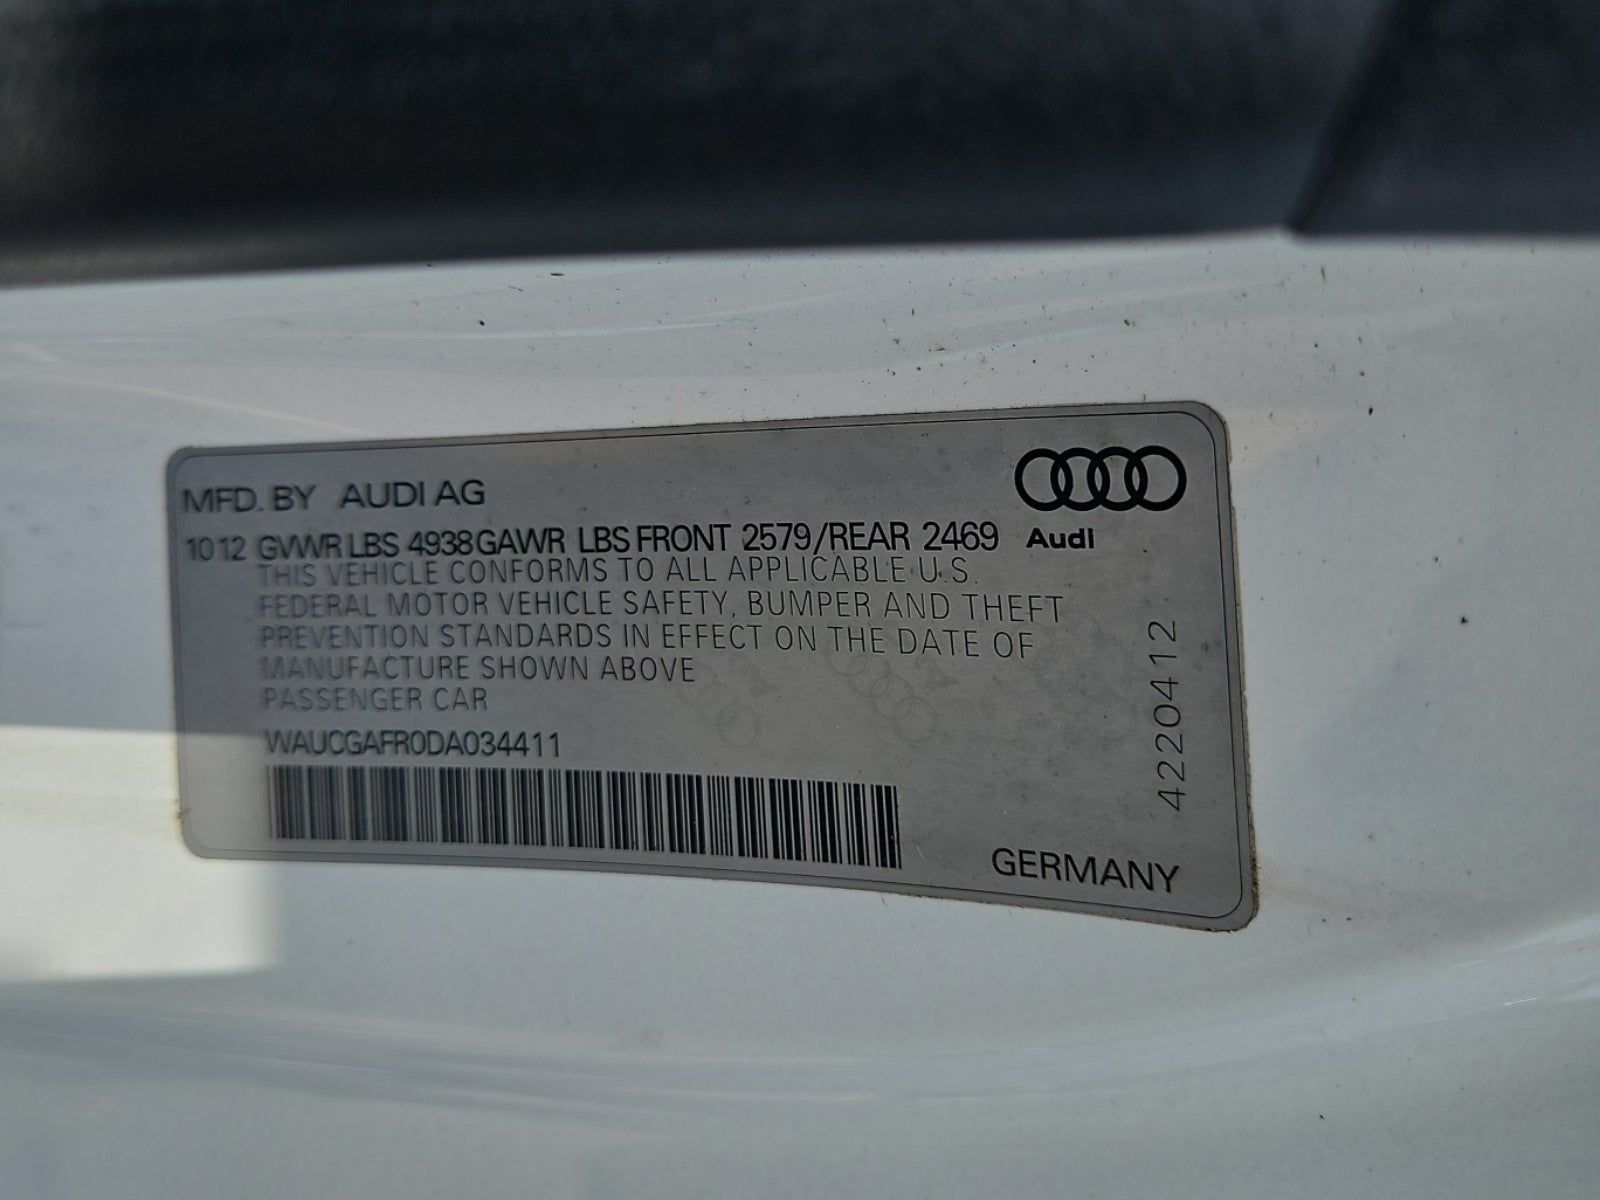 MFD. BY AUDI AG
10 12 GVWR LBS 4938 GAWR LBS FRONT 2579/REAR 2469
Audi
THIS VEHICLE CONFORMS TO ALL APPLICABLE U.S.
FEDERAL MOTOR VEHICLE SAFETY, BUMPER AND THEFT
PREVENTION STANDARDS IN EFFECT ON THE DATE OF
MANUFACTURE SHOWN ABOVE
PASSENGER CAR
WAUCGAFR0DA034411
GERMANY
4220412